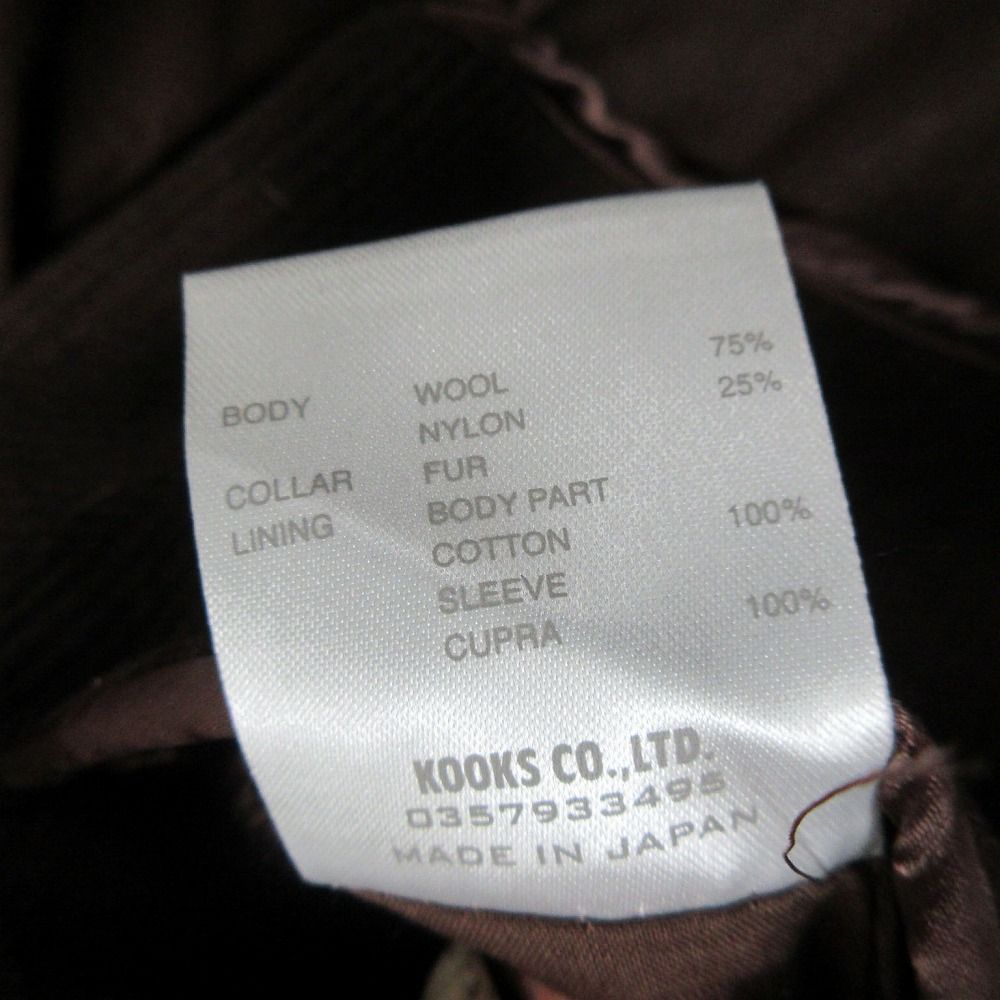 BODY WOOL 75%
NYLON 25%
COLLAR FUR
LINING BODY PART
COTTON 100%
SLEEVE
CUPRA 100%
KOOKS CO.,LTD.
0357933495
MADE IN JAPAN